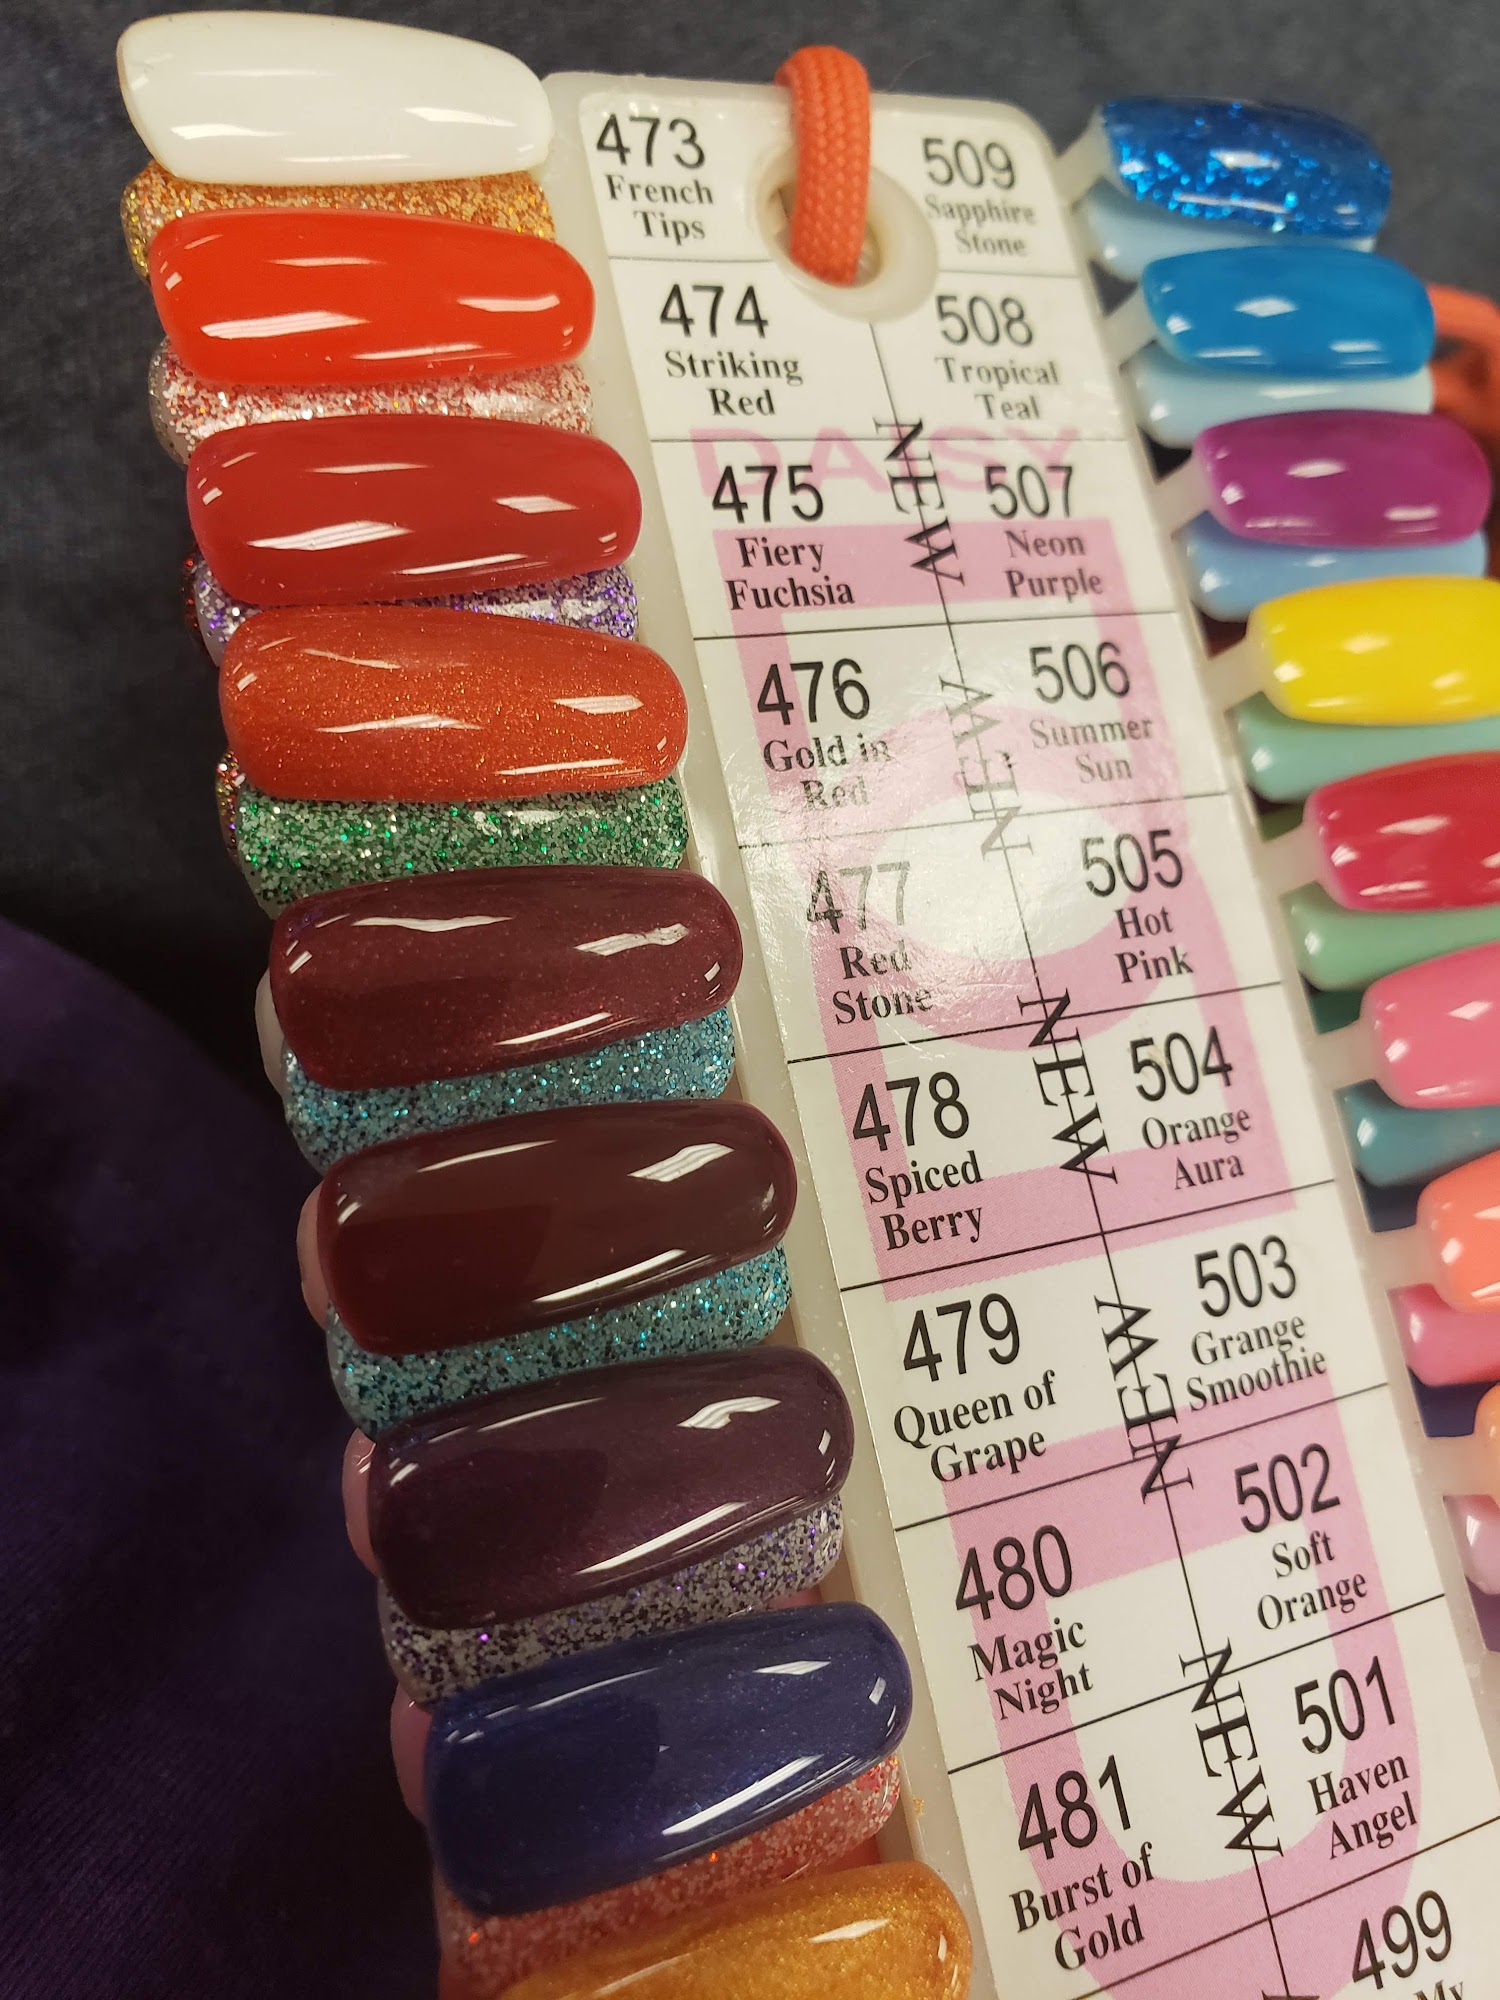 473
French
Tips
474
Striking
Red
475
Fiery
Fuchsia
476
Gold in
Red
477
Red
Stone
478
Spiced
Berry
479
Queen of
Grape
480
Magic
Night
481
Burst of
Gold
509
Sapphire
Stone
508
Tropical
Teal
507
Neon
Purple
506
Summer
Sun
505
Hot
Pink
504
Orange
Aura
503
Grange
Smoothie
502
Soft
Orange
501
Haven
Angel
499
My
DAISY
NEW
NEW
NEW
NEW
NEW